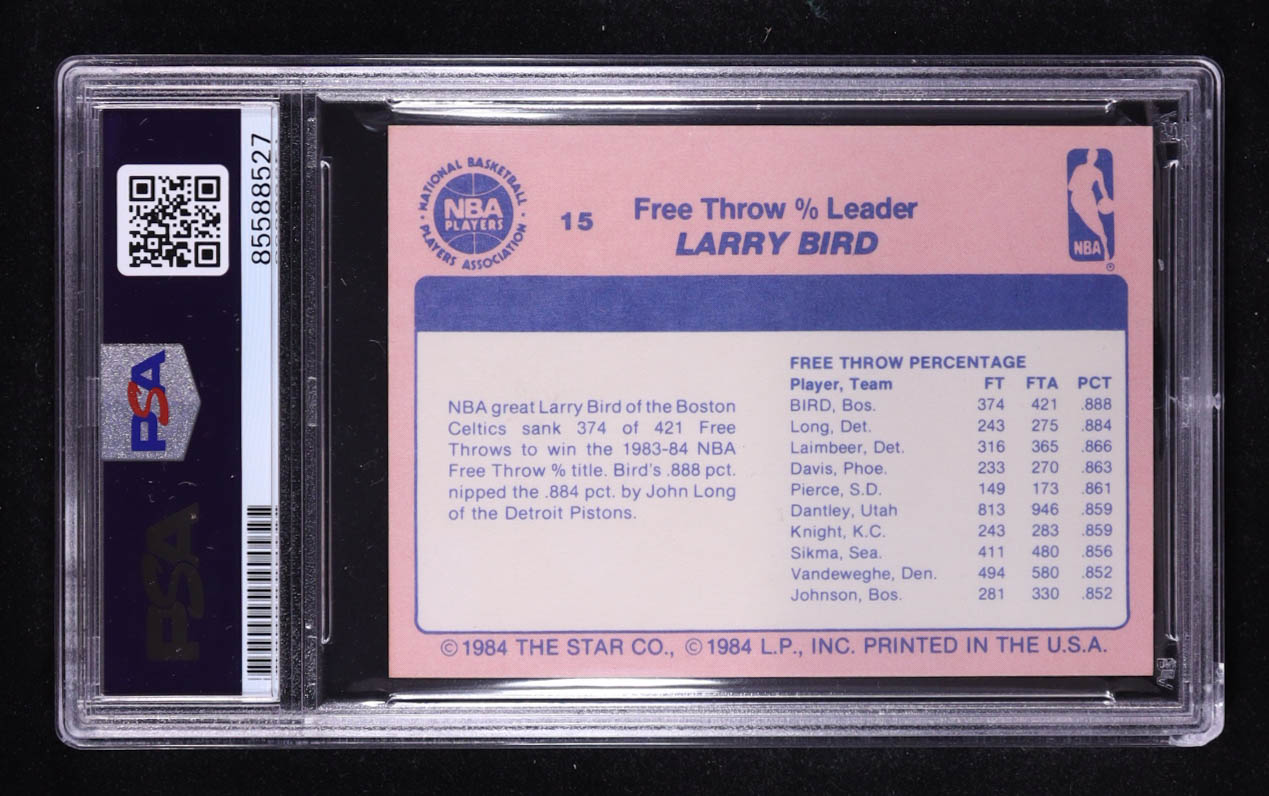 85588527
PSA
PSA
NATIONAL BASKETBALL
NBA
PLAYERS
PLAYERS ASSOCIATION
15
Free Throw % Leader
LARRY BIRD
NBA
®
NBA great Larry Bird of the Boston
Celtics sank 374 of 421 Free
Throws to win the 1983-84 NBA
Free Throw % title. Bird's .888 pct.
nipped the .884 pct. by John Long
of the Detroit Pistons.
FREE THROW PERCENTAGE
Player, Team FT FTA PCT
BIRD, Bos. 374 421 .888
Long, Det. 243 275 .884
Laimbeer, Det. 316 365 .866
Davis, Phoe. 233 270 .863
Pierce, S.D. 149 173 .861
Dantley, Utah 813 946 .859
Knight, K.C. 243 283 .859
Sikma, Sea. 411 480 .856
Vandeweghe, Den. 494 580 .852
Johnson, Bos. 281 330 .852
©1984 THE STAR CO., ©1984 L.P., INC. PRINTED IN THE U.S.A.